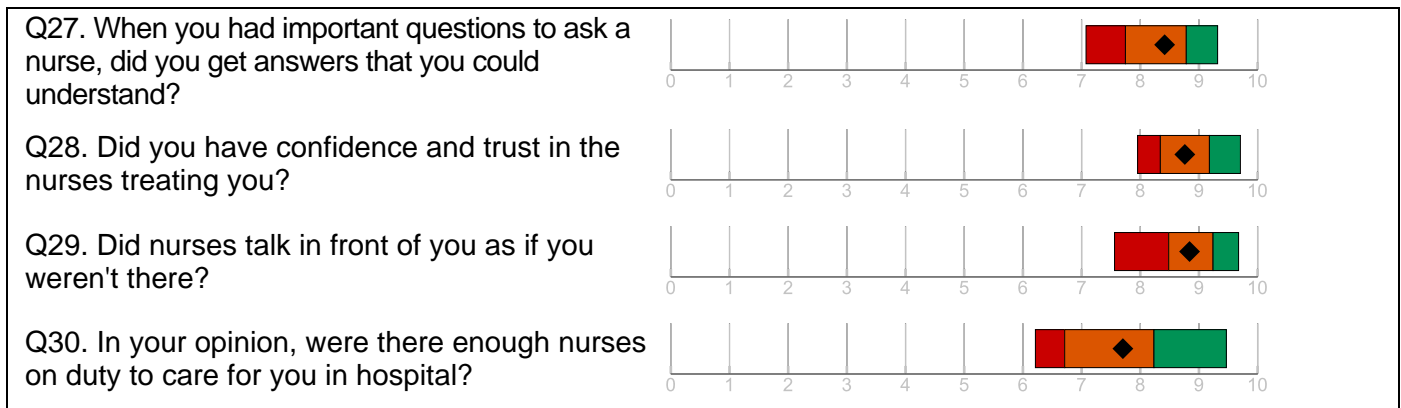 Q27. When you had important questions to ask a
nurse, did you get answers that you could
understand?
0 1 2 3 4 5 6 7 8 9 10
Q28. Did you have confidence and trust in the
nurses treating you?
0 1 2 3 4 5 6 7 8 9 10
Q29. Did nurses talk in front of you as if you
weren't there?
0 1 2 3 4 5 6 7 8 9 10
Q30. In your opinion, were there enough nurses
on duty to care for you in hospital?
0 1 2 3 4 5 6 7 8 9 10